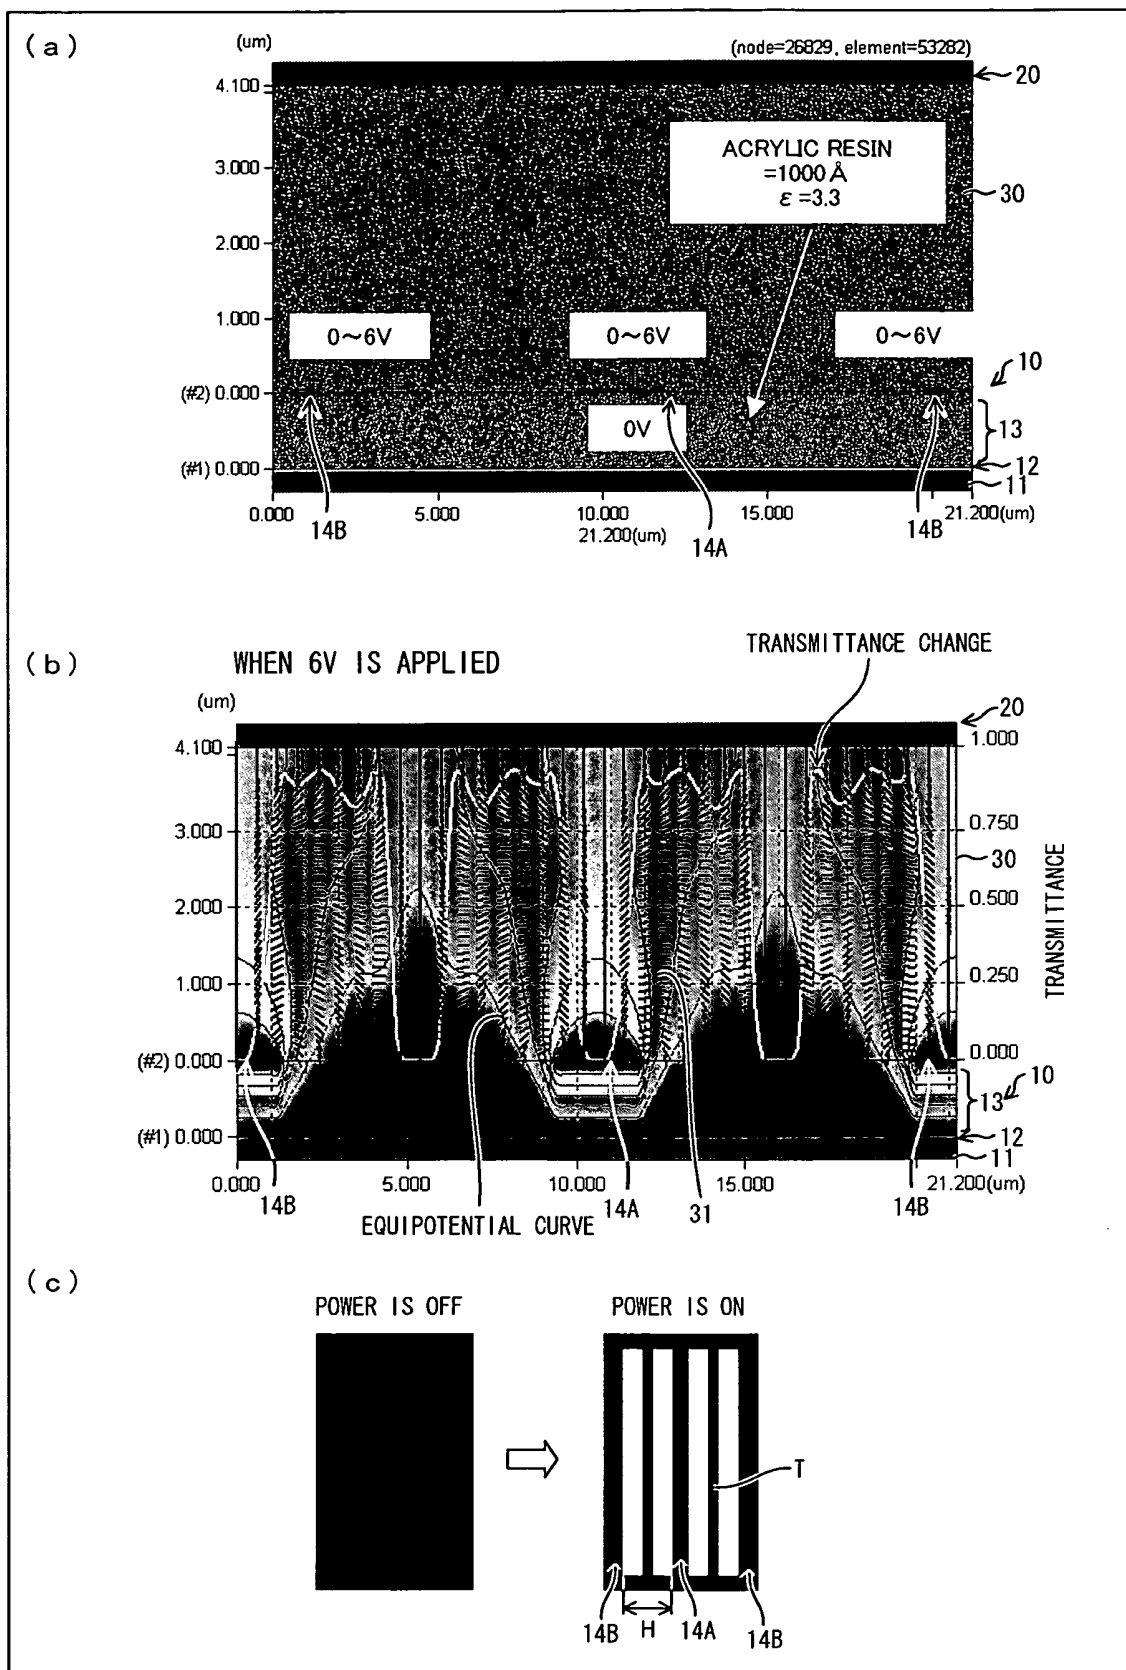 (a)
(um)
(node=26829, element=53282)
4.100
20
ACRYLIC RESIN
=1000Å
ε=3.3
3.000
30
2.000
1.000
0~6V
0~6V
0~6V
10
(#2) 0.000
0V
13
(#1) 0.000
12
11
0.000
5.000
10.000
15.000
21.200
(um)
14B
21.200(um)
14A
14B
(b)
WHEN 6V IS APPLIED
TRANSMITTANCE CHANGE
(um)
20
4.100
1.000
3.000
0.750
30
2.000
0.500
TRANSMITTANCE
1.000
0.250
(#2) 0.000
0.000
10
13
(#1) 0.000
12
11
0.000
5.000
10.000
15.000
21.200(um)
14B
14A
31
14B
EQUIPOTENTIAL CURVE
(c)
POWER IS OFF
POWER IS ON
T
14B
H
14A
14B